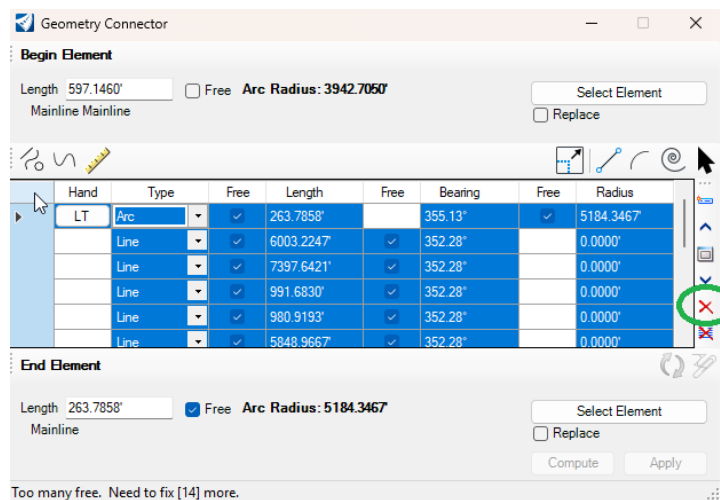 Geometry Connector
Begin Element
Length 597.1460' Free Arc Radius: 3942.7050' Select Element
Mainline Mainline Replace
Hand Type Free Length Free Bearing Free Radius
LT Arc 263.7858' 355.13° 5184.3467'
Line 6003.2247' 352.28° 0.0000'
Line 7397.6421' 352.28° 0.0000'
Line 991.6830' 352.28° 0.0000'
Line 980.9193' 352.28° 0.0000'
Line 5848.9667' 352.28° 0.0000'
End Element
Length 263.7858' Free Arc Radius: 5184.3467' Select Element
Mainline Replace
Compute Apply
Too many free. Need to fix [14] more.